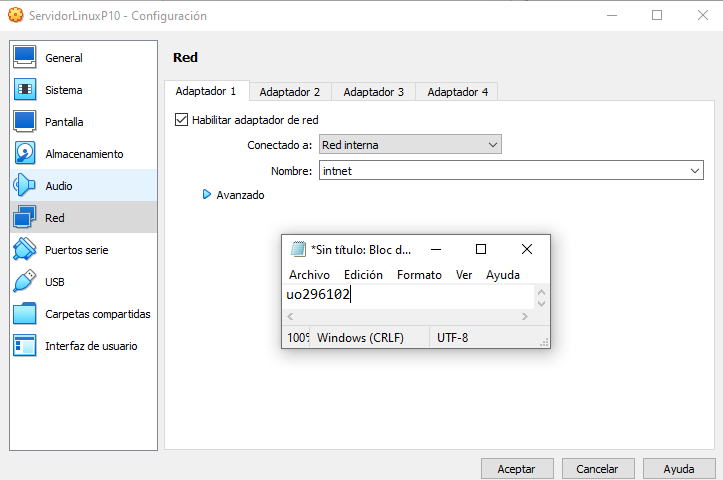 ServidorLinuxP10 - Configuración
General
Sistema
Pantalla
Almacenamiento
Audio
Red
Puertos serie
USB
Carpetas compartidas
Interfaz de usuario
Red
Adaptador 1 Adaptador 2 Adaptador 3 Adaptador 4
Habilitar adaptador de red
Conectado a: Red interna
Nombre: intnet
Avanzado
*Sin título: Bloc d...
Archivo Edición Formato Ver Ayuda
uo296102
100% Windows (CRLF) UTF-8
Aceptar Cancelar Ayuda